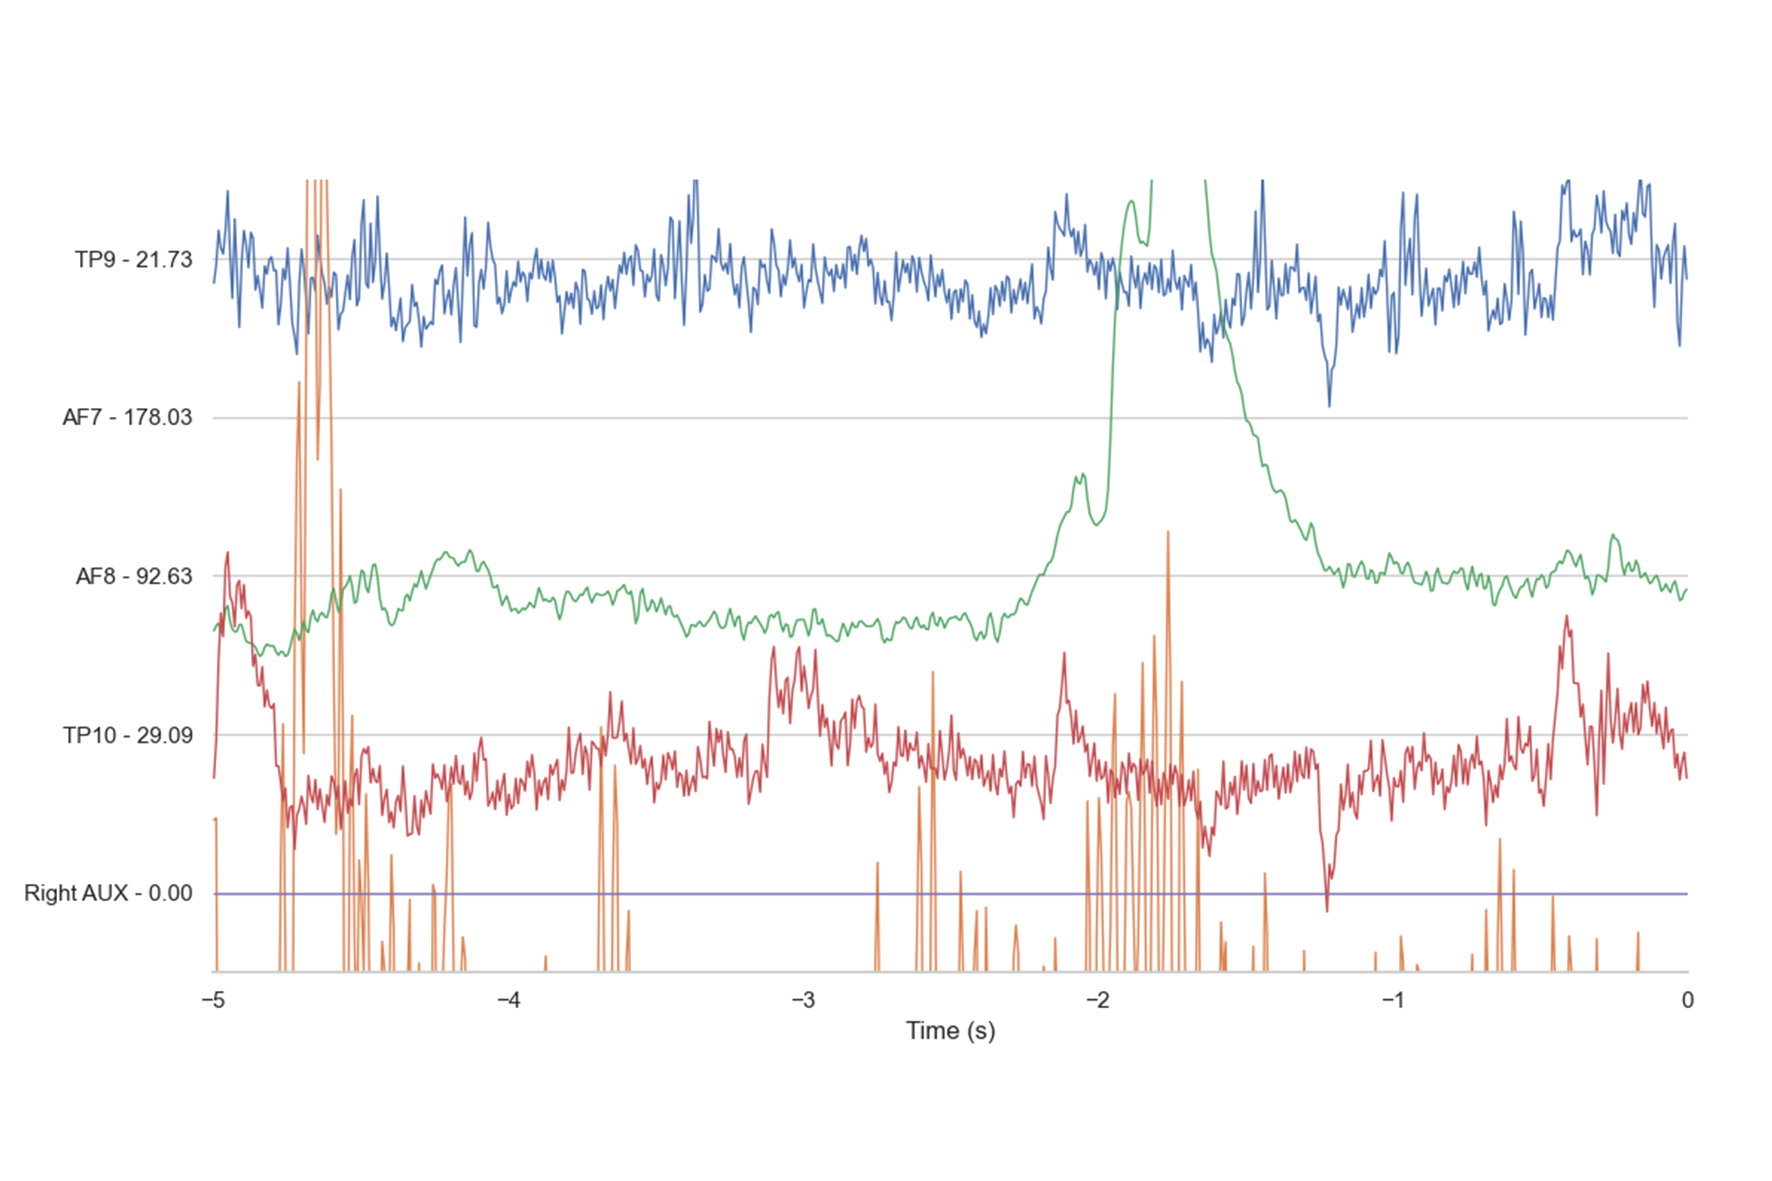 TP9 - 21.73
AF7 - 178.03
AF8 - 92.63
TP10 - 29.09
Right AUX - 0.00
−5 −4 −3 −2 −1 0
Time (s)